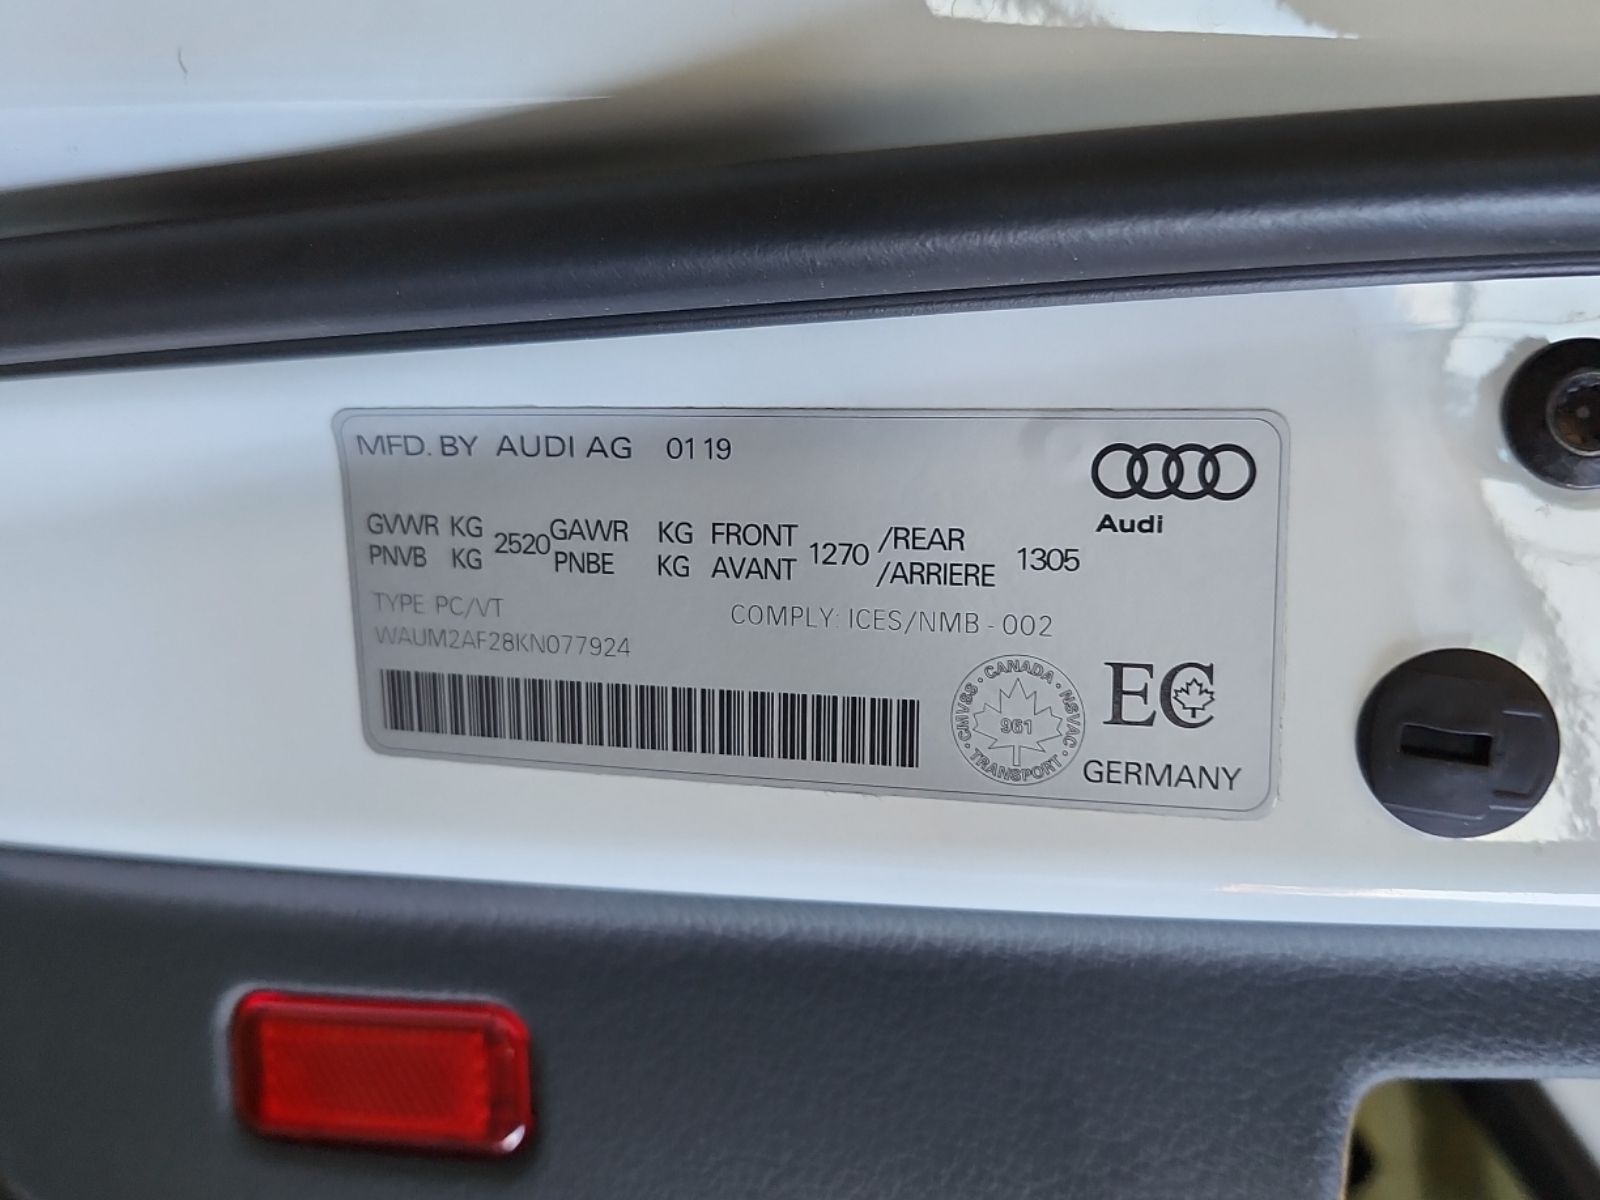 MFD. BY AUDI AG 01 19
Audi
GVWR KG 2520 GAWR KG FRONT 1270 /REAR 1305
PNVB KG PNBE KG AVANT /ARRIERE
TYPE PC/VT
COMPLY: ICES/NMB - 002
WAUM2AF28KN077924
CMVSS · CANADA · NSVAC · TRANSPORT ·
961
EC
GERMANY